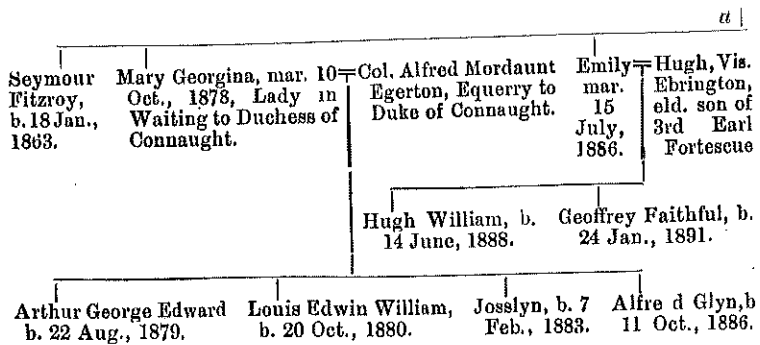 a
Seymour
Fitzroy,
b. 18 Jan.,
1863.
Mary Georgina, mar. 10
Oct., 1878, Lady in
Waiting to Duchess of
Connaught.
Col. Alfred Mordaunt
Egerton, Equerry to
Duke of Connaught.
Emily
mar.
15
July,
1886.
Hugh, Vis.
Ebrington,
eld. son of
3rd Earl
Fortescue
Hugh William, b.
14 June, 1888.
Geoffrey Faithful, b.
24 Jan., 1891.
Arthur George Edward
b. 22 Aug., 1879.
Louis Edwin William,
b. 20 Oct., 1880.
Josslyn, b. 7
Feb., 1883.
Alfre d Glyn,b
11 Oct., 1886.